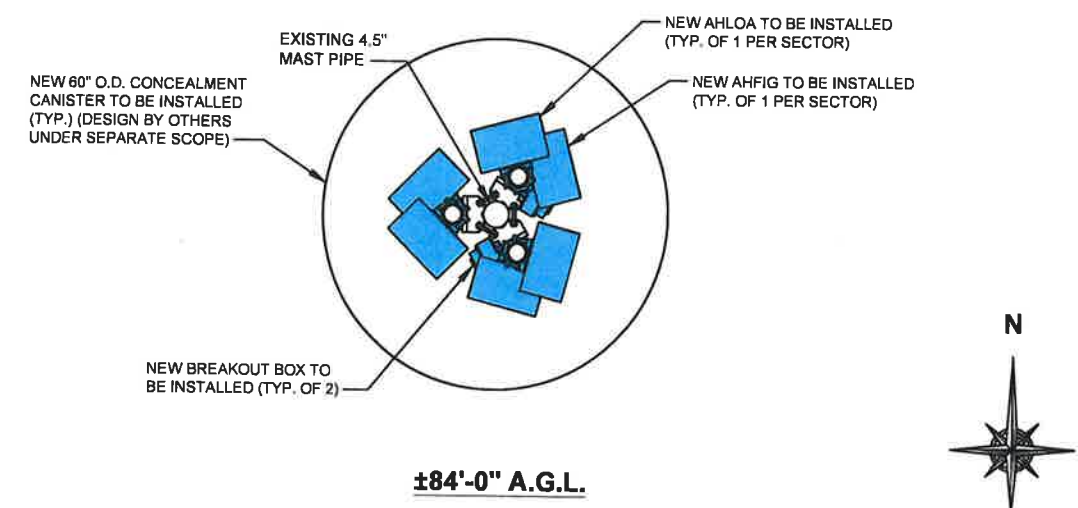 EXISTING 4.5"
MAST PIPE
NEW AHLOA TO BE INSTALLED
(TYP. OF 1 PER SECTOR)
NEW 60" O.D. CONCEALMENT
CANISTER TO BE INSTALLED
(TYP.) (DESIGN BY OTHERS
UNDER SEPARATE SCOPE)
NEW AHFIG TO BE INSTALLED
(TYP. OF 1 PER SECTOR)
NEW BREAKOUT BOX TO
BE INSTALLED (TYP. OF 2)
N
±84'-0" A.G.L.